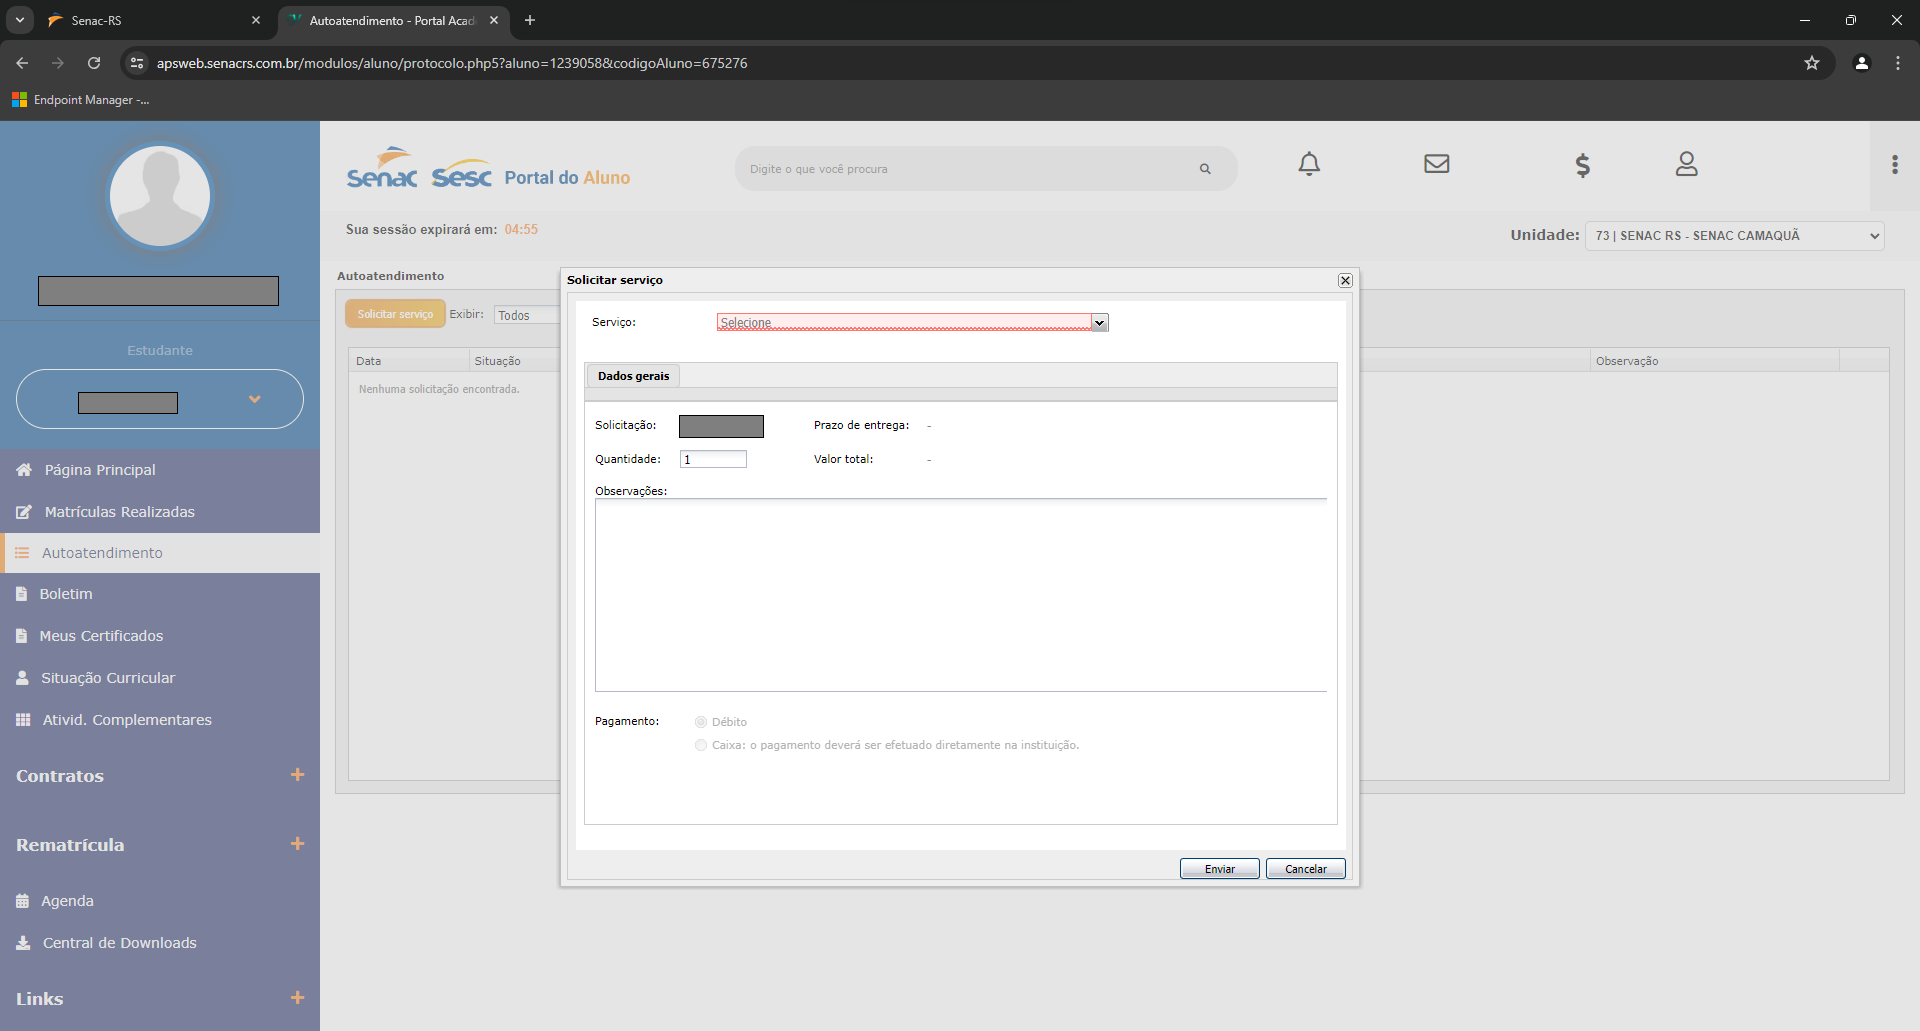 Senac-RS
Autoatendimento - Portal Acad
apsweb.senacrs.com.br/modulos/aluno/protocolo.php5?aluno=1239058&codigoAluno=675276
Endpoint Manager -...
Senac Sesc Portal do Aluno
Digite o que você procura
Sua sessão expirará em: 04:55
Unidade: 73 | SENAC RS - SENAC CAMAQUÃ
Estudante
Página Principal
Matrículas Realizadas
Autoatendimento
Boletim
Meus Certificados
Situação Curricular
Ativid. Complementares
Contratos
Rematrícula
Agenda
Central de Downloads
Links
Autoatendimento
Solicitar serviço Exibir: Todos
Data Situação Observação
Nenhuma solicitação encontrada.
Solicitar serviço
Serviço: Selecione
Dados gerais
Solicitação: Prazo de entrega: -
Quantidade: 1 Valor total: -
Observações:
Pagamento: Débito
Caixa: o pagamento deverá ser efetuado diretamente na instituição.
Enviar Cancelar